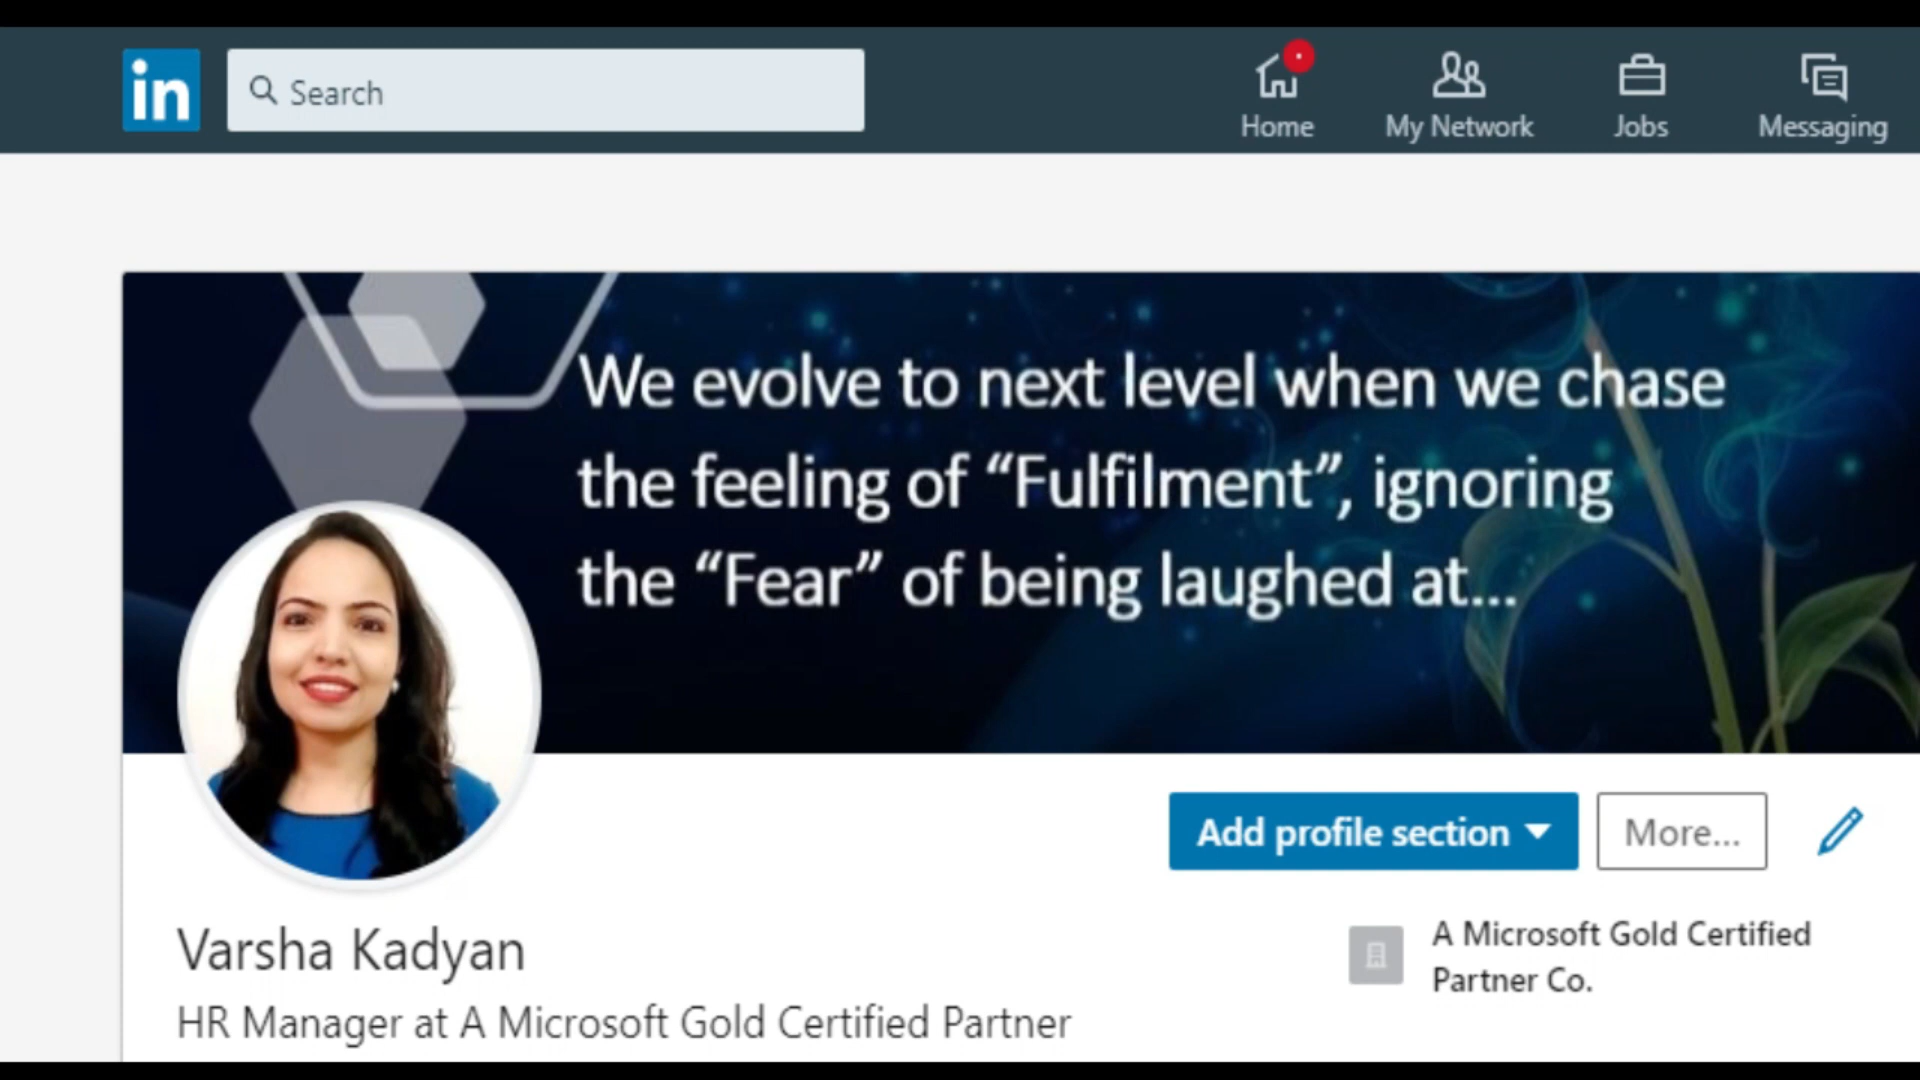 in
Search
Home
My Network
Jobs
Messaging
We evolve to next level when we chase
the feeling of “Fulfilment”, ignoring
the “Fear” of being laughed at...
Add profile section
More...
Varsha Kadyan
HR Manager at A Microsoft Gold Certified Partner
A Microsoft Gold Certified
Partner Co.